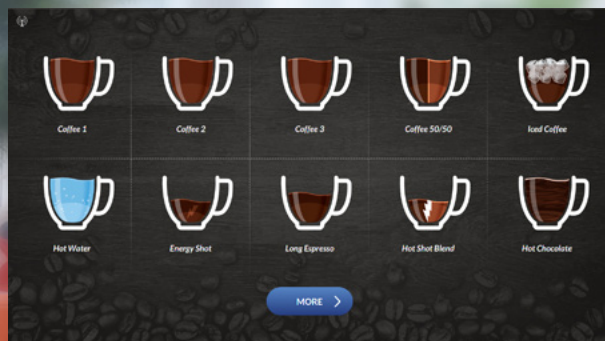 Coffee 1
Coffee 2
Coffee 3
Coffee 50/50
Iced Coffee
Hot Water
Energy Shot
Long Espresso
Hot Shot Blend
Hot Chocolate
MORE